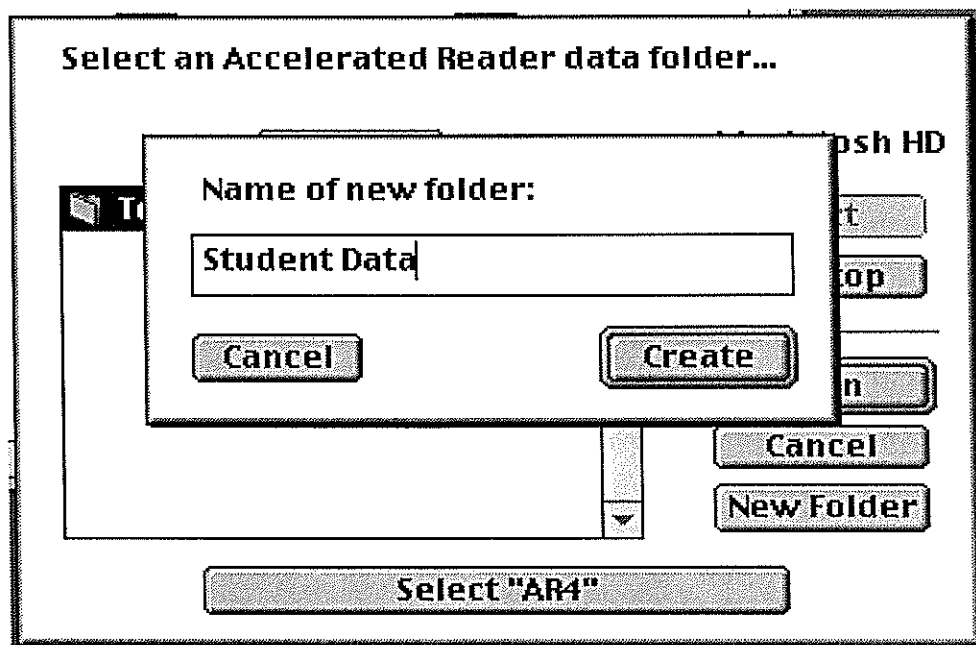 Select an Accelerated Reader data folder...
Name of new folder:
Student Data
Cancel
Create
Cancel
New Folder
Select "AR4"